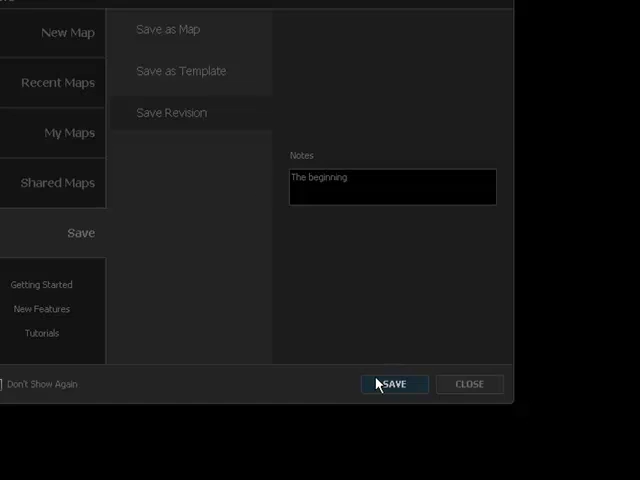 New Map
Recent Maps
My Maps
Shared Maps
Save
Getting Started
New Features
Tutorials
Don't Show Again
Save as Map
Save as Template
Save Revision
Notes
The beginning
SAVE
CLOSE